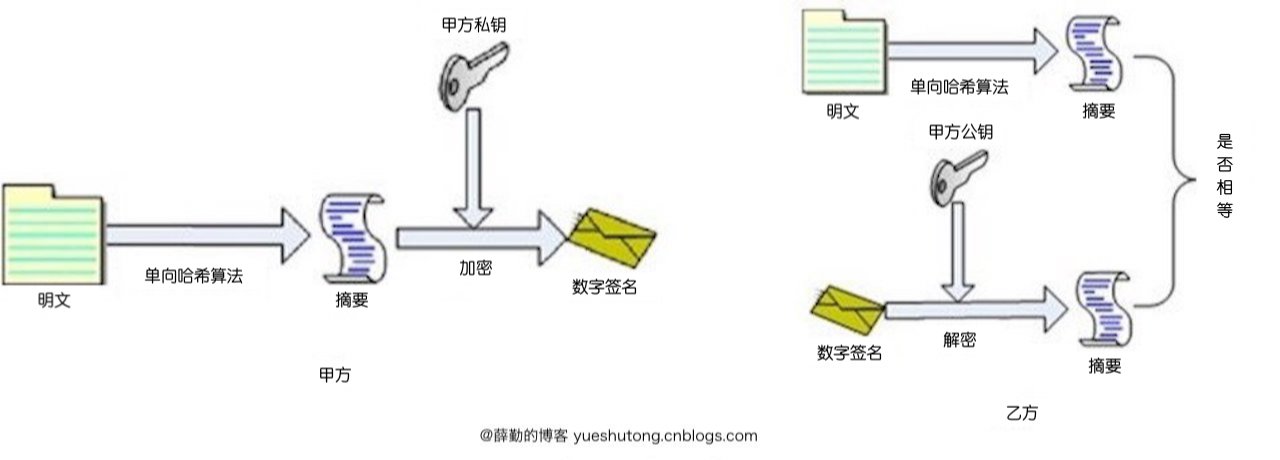 甲方私钥
明文
单向哈希算法
摘要
加密
数字签名
甲方
明文
单向哈希算法
摘要
甲方公钥
数字签名
解密
摘要
是
否
相
等
乙方
@薛勤的博客 yueshutong.cnblogs.com